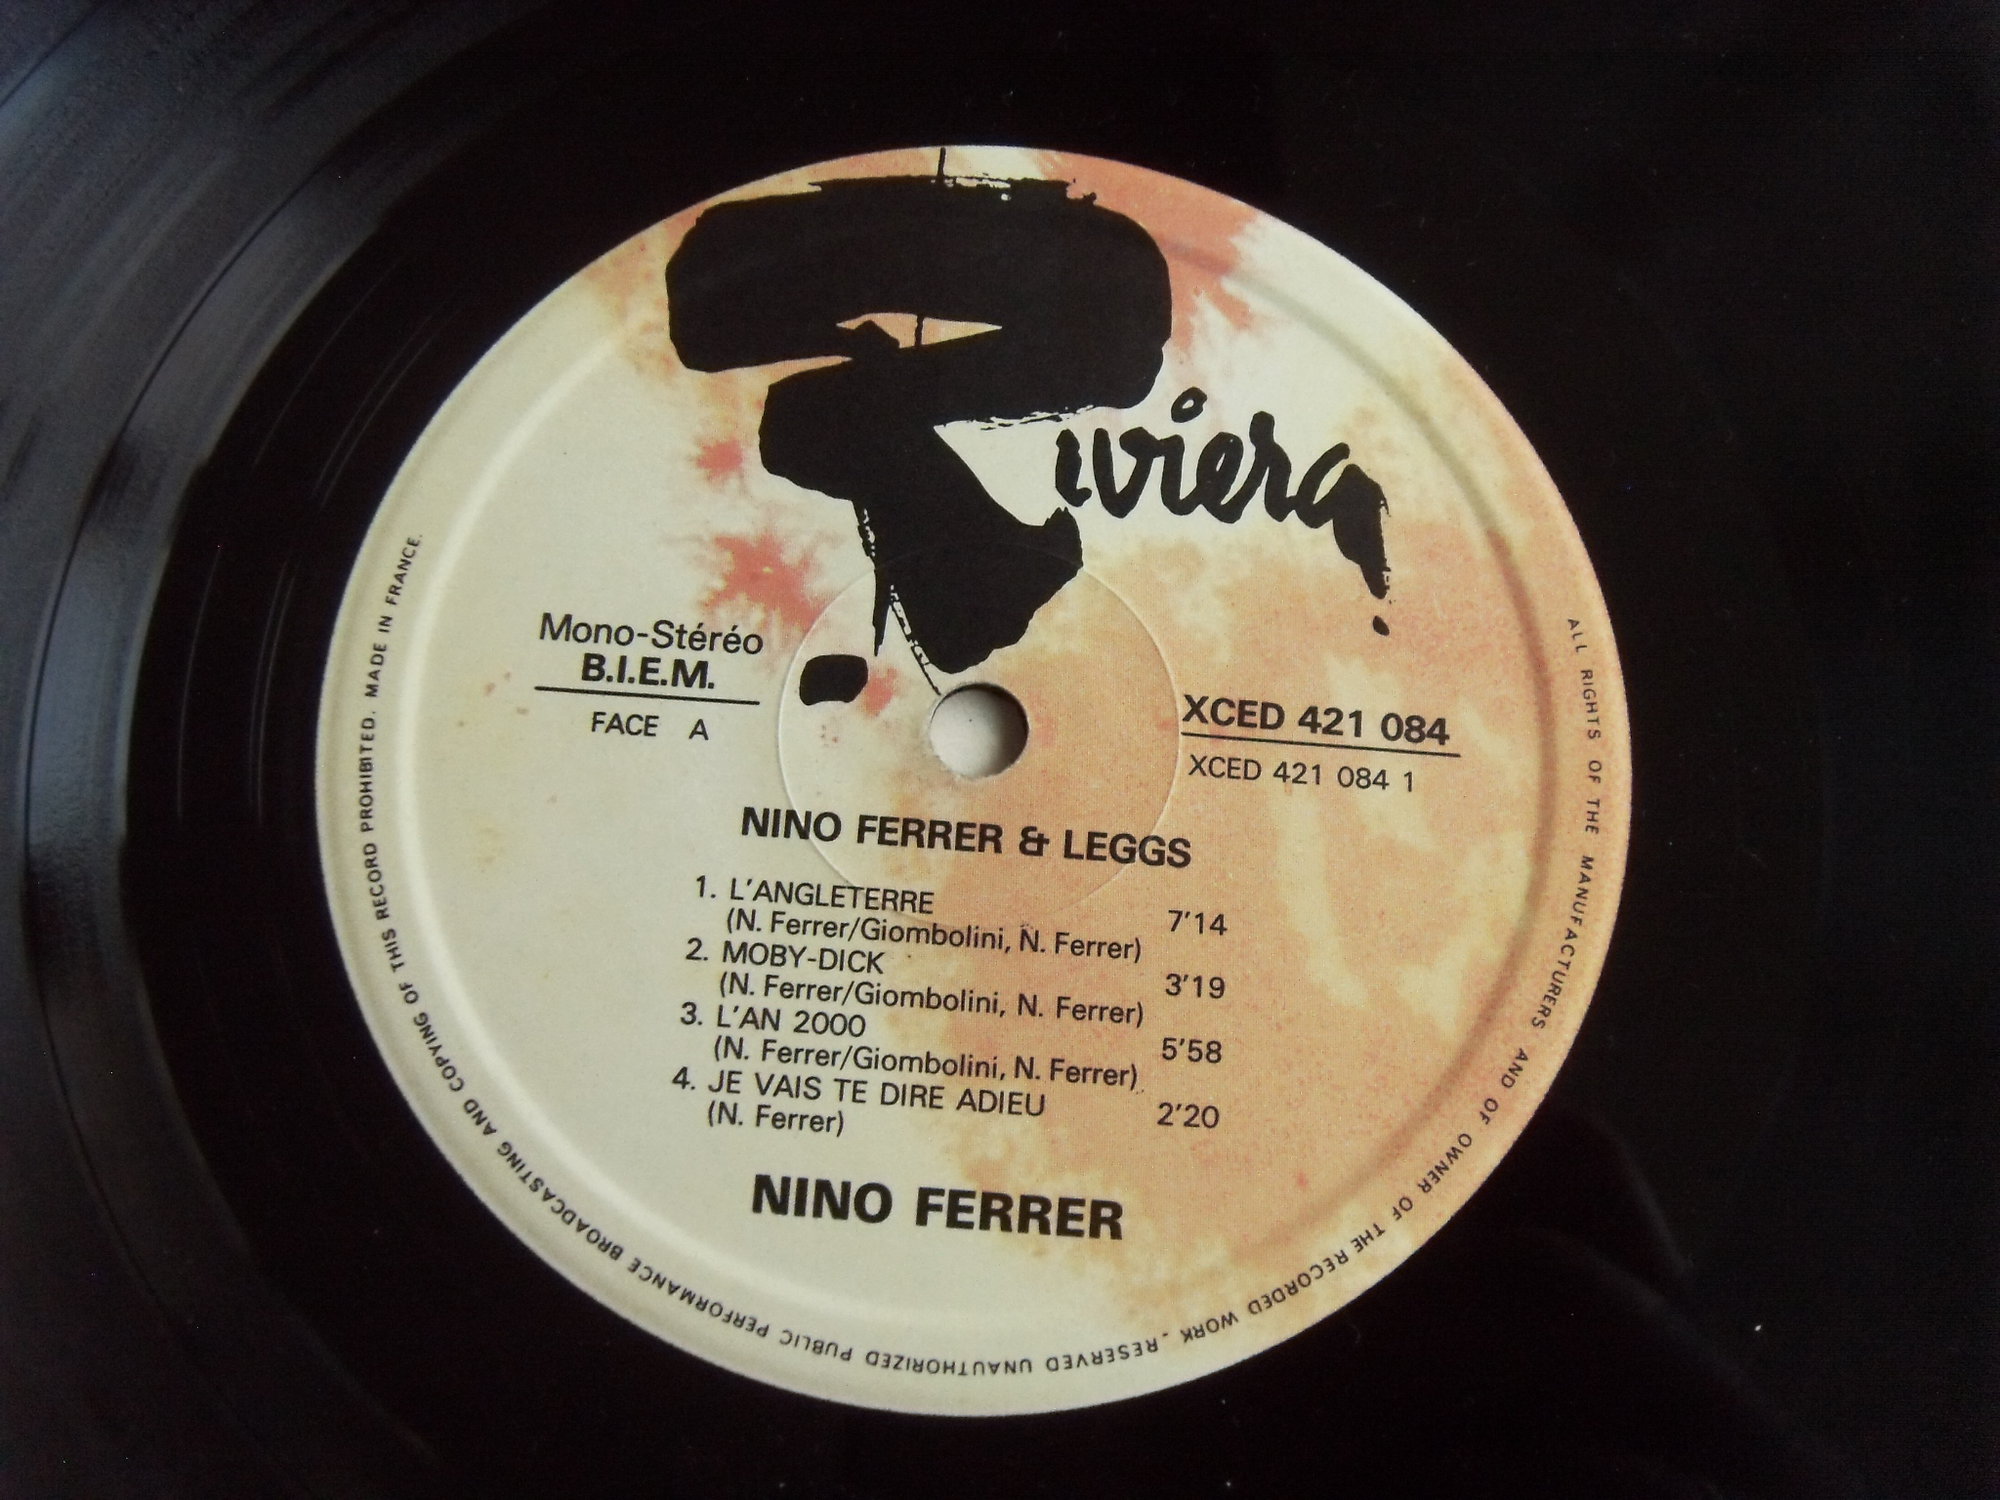 Riviera
Mono-Stéréo
B.I.E.M.
FACE A
XCED 421 084
XCED 421 084 1
NINO FERRER & LEGGS
1. L'ANGLETERRE 7'14
(N. Ferrer/Giombolini, N. Ferrer)
2. MOBY-DICK 3'19
(N. Ferrer/Giombolini, N. Ferrer)
3. L'AN 2000 5'58
(N. Ferrer/Giombolini, N. Ferrer)
4. JE VAIS TE DIRE ADIEU 2'20
(N. Ferrer)
NINO FERRER
ALL RIGHTS OF THE MANUFACTURERS AND OF OWNER OF THE RECORDED WORK - RESERVED UNAUTHORIZED PUBLIC PERFORMANCE BROADCASTING AND COPYING OF THIS RECORD PROHIBITED. MADE IN FRANCE.